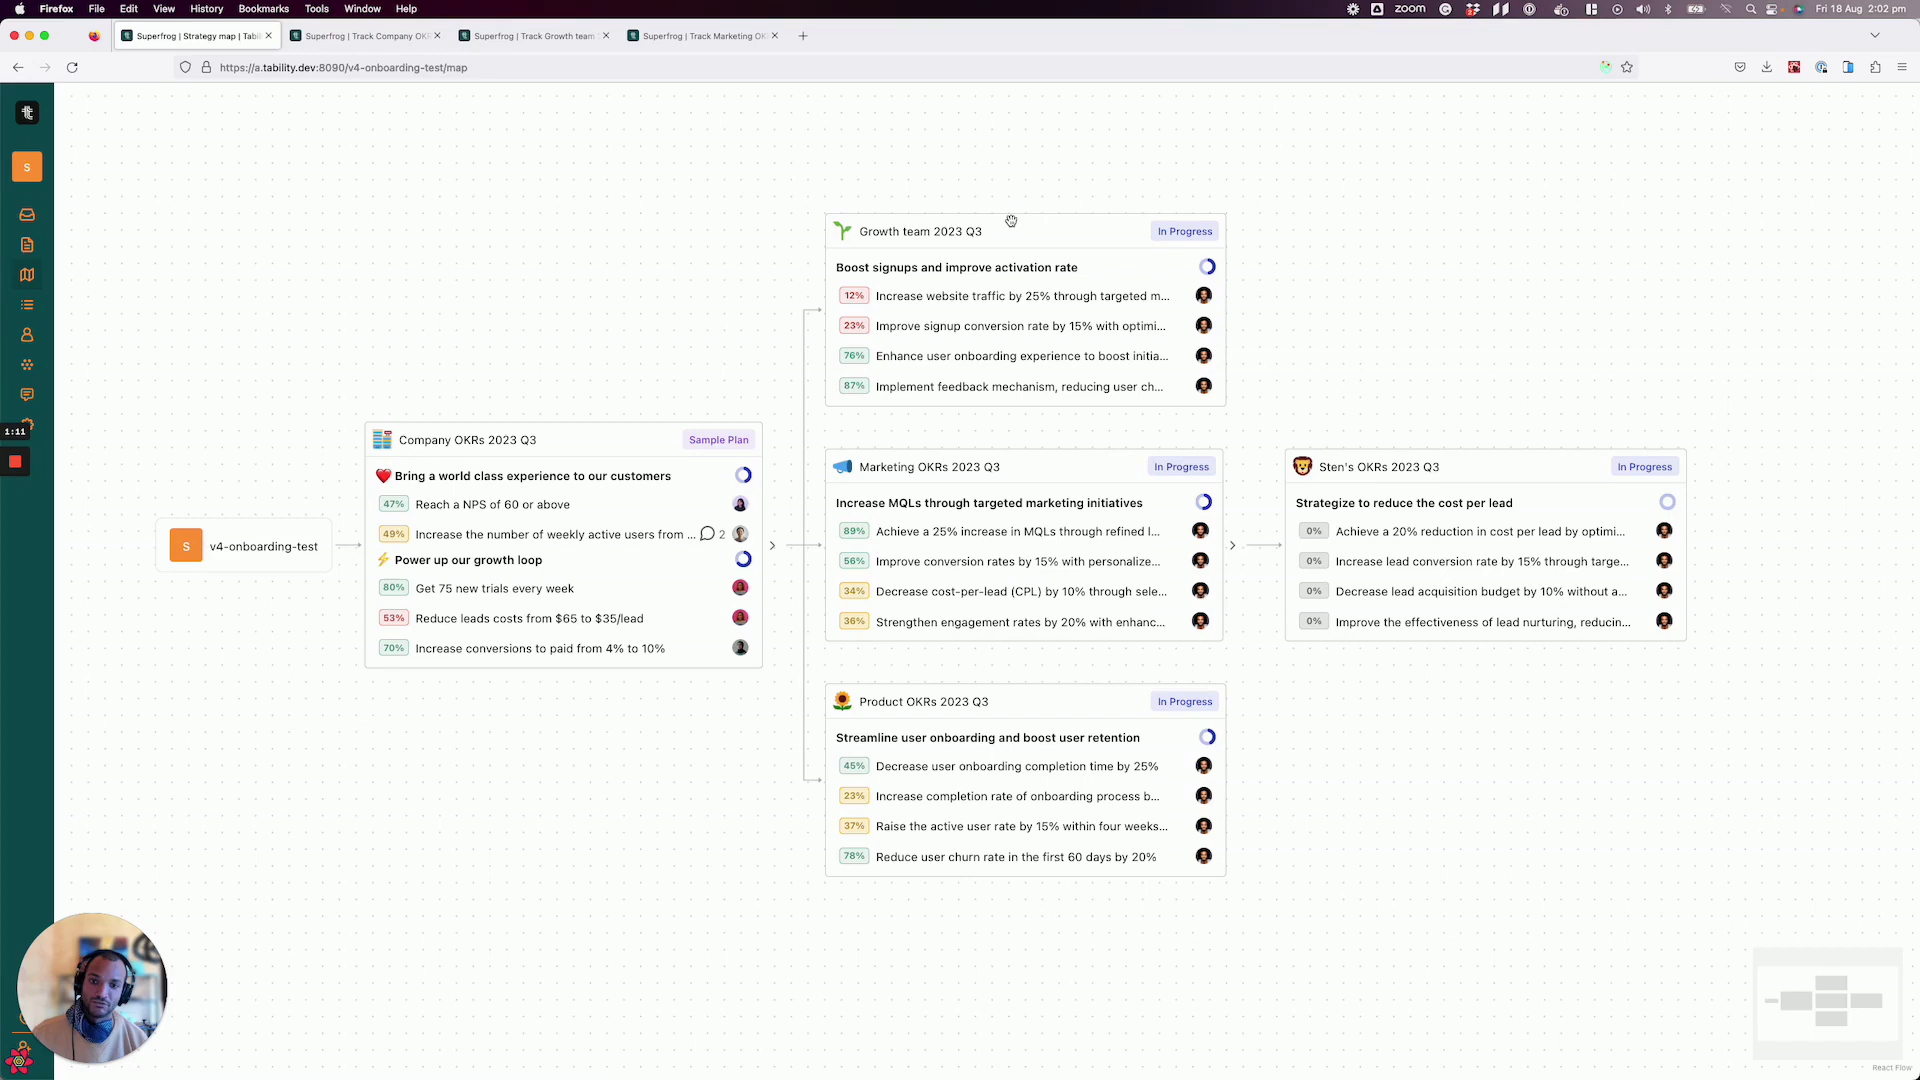 Firefox File Edit View History Bookmarks Tools Window Help
zoom
Fri 18 Aug 2:02 pm
Superfrog | Strategy map | Tabil
Superfrog | Track Company OKR
Superfrog | Track Growth team
Superfrog | Track Marketing OK
https://a.tability.dev:8090/v4-onboarding-test/map
S
1:11
S v4-onboarding-test
Company OKRs 2023 Q3 Sample Plan
Bring a world class experience to our customers
47% Reach a NPS of 60 or above
49% Increase the number of weekly active users from ... 2
Power up our growth loop
80% Get 75 new trials every week
53% Reduce leads costs from $65 to $35/lead
70% Increase conversions to paid from 4% to 10%
Growth team 2023 Q3 In Progress
Boost signups and improve activation rate
12% Increase website traffic by 25% through targeted m...
23% Improve signup conversion rate by 15% with optimi...
76% Enhance user onboarding experience to boost initia...
87% Implement feedback mechanism, reducing user ch...
Marketing OKRs 2023 Q3 In Progress
Increase MQLs through targeted marketing initiatives
89% Achieve a 25% increase in MQLs through refined l...
56% Improve conversion rates by 15% with personalize...
34% Decrease cost-per-lead (CPL) by 10% through sele...
36% Strengthen engagement rates by 20% with enhanc...
Product OKRs 2023 Q3 In Progress
Streamline user onboarding and boost user retention
45% Decrease user onboarding completion time by 25%
23% Increase completion rate of onboarding process b...
37% Raise the active user rate by 15% within four weeks...
78% Reduce user churn rate in the first 60 days by 20%
Sten's OKRs 2023 Q3 In Progress
Strategize to reduce the cost per lead
0% Achieve a 20% reduction in cost per lead by optimi...
0% Increase lead conversion rate by 15% through targe...
0% Decrease lead acquisition budget by 10% without a...
0% Improve the effectiveness of lead nurturing, reducin...
React Flow